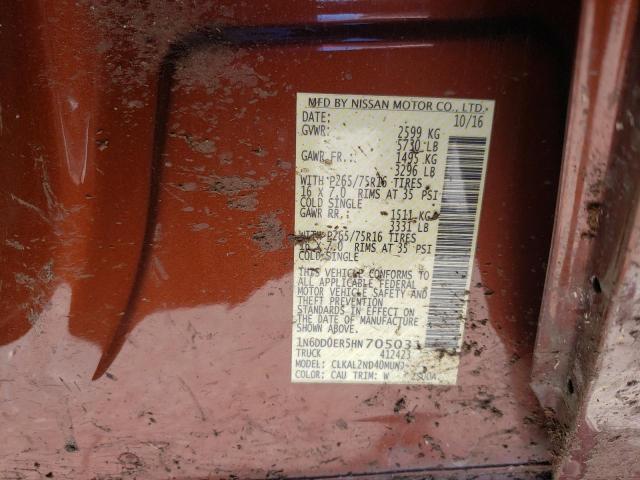 MFD BY NISSAN MOTOR CO., LTD.
DATE: 10/16
GVWR: 2599 KG
5730 LB
GAWR FR.: 1495 KG
3296 LB
WITH P265/75R16 TIRES
16 X 7.0 RIMS AT 35 PSI
COLD SINGLE
GAWR RR. 1511 KG
3331 LB
WITH P265/75R16 TIRES
16 X 7.0 RIMS AT 35 PSI
COLD SINGLE
THIS VEHICLE CONFORMS TO
ALL APPLICABLE FEDERAL
MOTOR VEHICLE SAFETY AND
THEFT PREVENTION
STANDARDS IN EFFECT ON
THE DATE OF MANUFACTURE
SHOWN ABOVE.
1N6DD0ER5HN705031
TRUCK 412423
MODEL:
COLOR: CAU TRIM: W